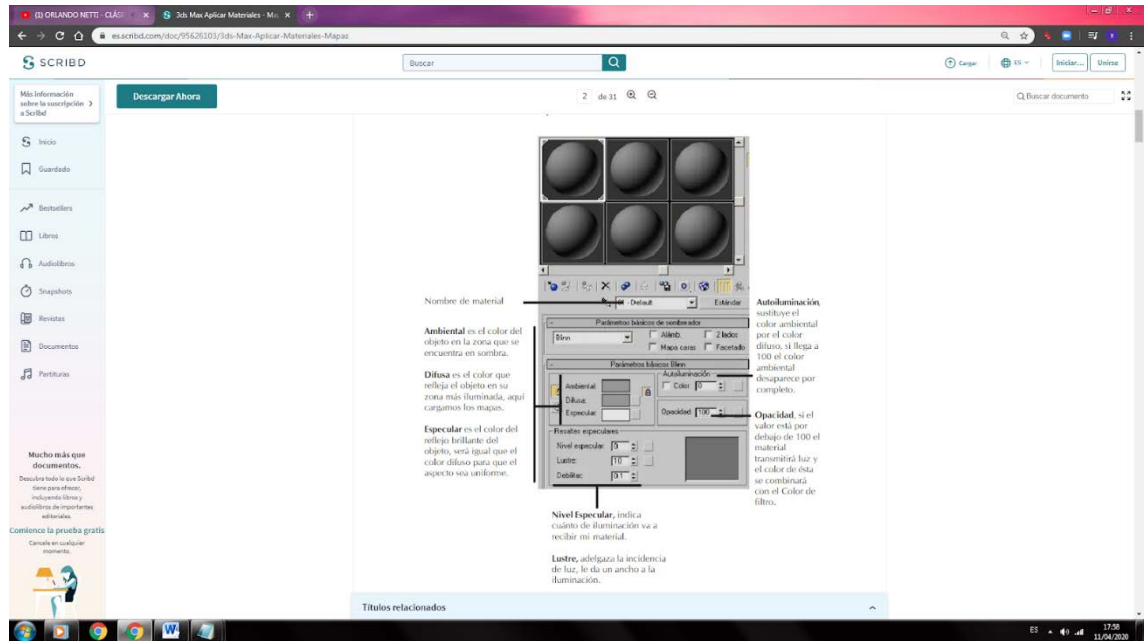 (1) ORLANDO NETTI - CLÁSI
3ds Max Aplicar Materiales - Ma
es.scribd.com/doc/95626103/3ds-Max-Aplicar-Materiales-Mapas
SCRIBD
Buscar
Cargar
ES
Iniciar...
Unirse
Más información
sobre la suscripción
a Scribd
Descargar Ahora
2 de 31
Buscar documento
Inicio
Guardado
Bestsellers
Libros
Audiolibros
Snapshots
Revistas
Documentos
Partituras
Mucho más que
documentos.
Descubra todo lo que Scribd
tiene para ofrecer,
incluyendo libros y
audiolibros de importantes
editoriales.
Comience la prueba gratis
Cancele en cualquier
momento.
Nombre de material
Ambiental es el color del
objeto en la zona que se
encuentra en sombra.
Difusa es el color que
refleja el objeto en su
zona más iluminada, aquí
cargamos los mapas.
Especular es el color del
reflejo brillante del
objeto, será igual que el
color difuso para que el
aspecto sea uniforme.
01 - Default
Estándar
Parámetros básicos de sombreador
Blinn
Alámb.
2 lados
Mapa caras
Facetado
Parámetros básicos Blinn
Autoiluminación
Ambiental:
Color
0
Difusa:
Especular:
Opacidad:
100
Resaltes especulares
Nivel especular:
0
Lustre:
10
Debilitar:
0.1
Autoiluminación,
sustituye el
color ambiental
por el color
difuso, si llega a
100 el color
ambiental
desaparece por
completo.
Opacidad, si el
valor está por
debajo de 100 el
material
transmitirá luz y
el color de ésta
se combinará
con el Color de
filtro.
Nivel Especular, indica
cuánto de iluminación va a
recibir mi material.
Lustre, adelgaza la incidencia
de luz, le da un ancho a la
iluminación.
Títulos relacionados
ES
17:58
11/04/2020